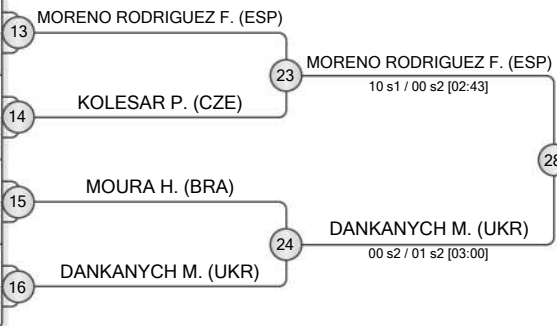 MORENO RODRIGUEZ F. (ESP)
13
23
MORENO RODRIGUEZ F. (ESP)
10 s1 / 00 s2 [02:43]
KOLESAR P. (CZE)
14
28
MOURA H. (BRA)
15
24
DANKANYCH M. (UKR)
00 s2 / 01 s2 [03:00]
DANKANYCH M. (UKR)
16